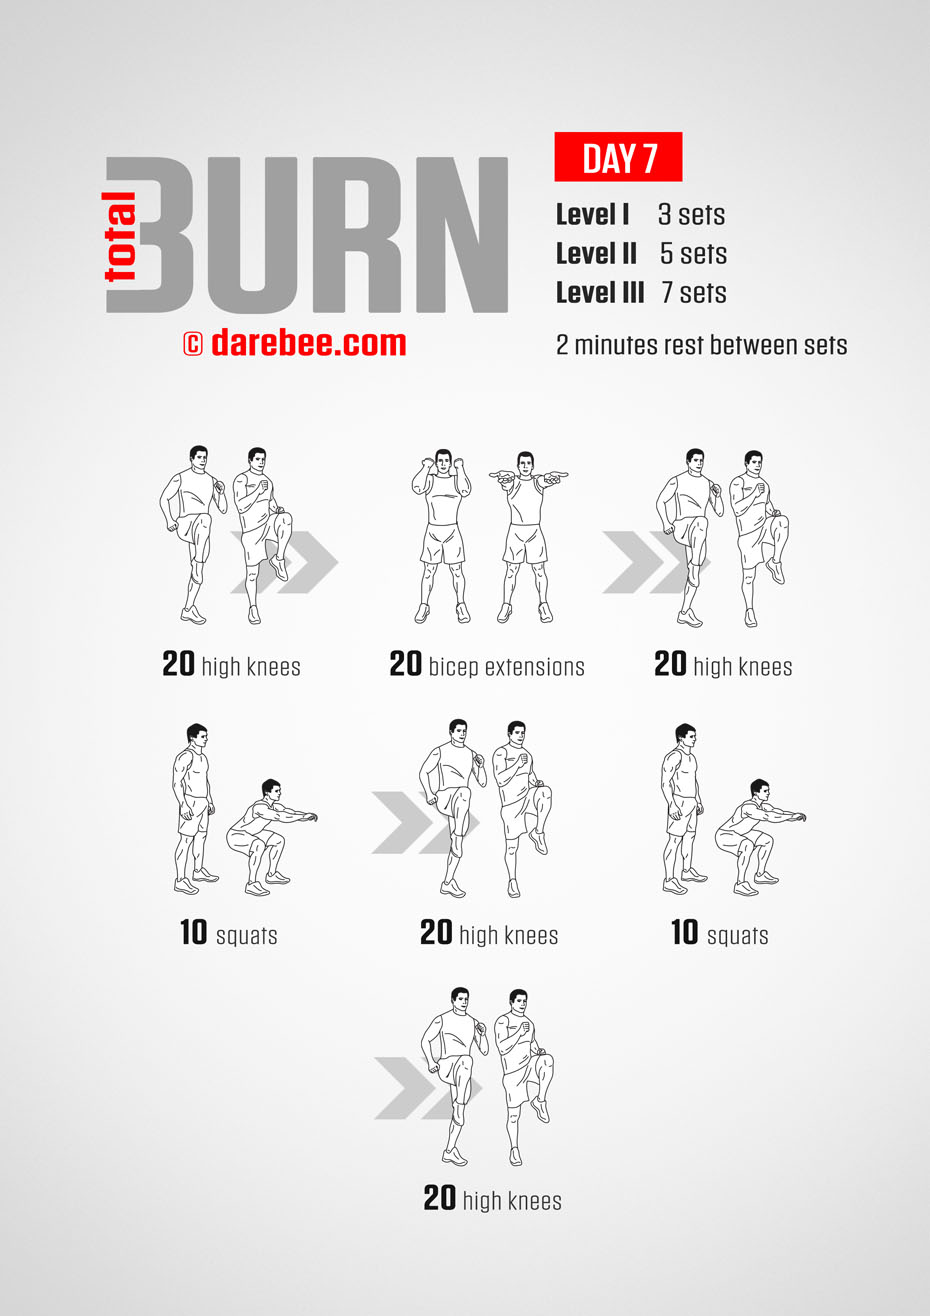 total
BURN
© darebee.com
DAY 7
Level I 3 sets
Level II 5 sets
Level III 7 sets
2 minutes rest between sets
20 high knees
20 bicep extensions
20 high knees
10 squats
20 high knees
10 squats
20 high knees